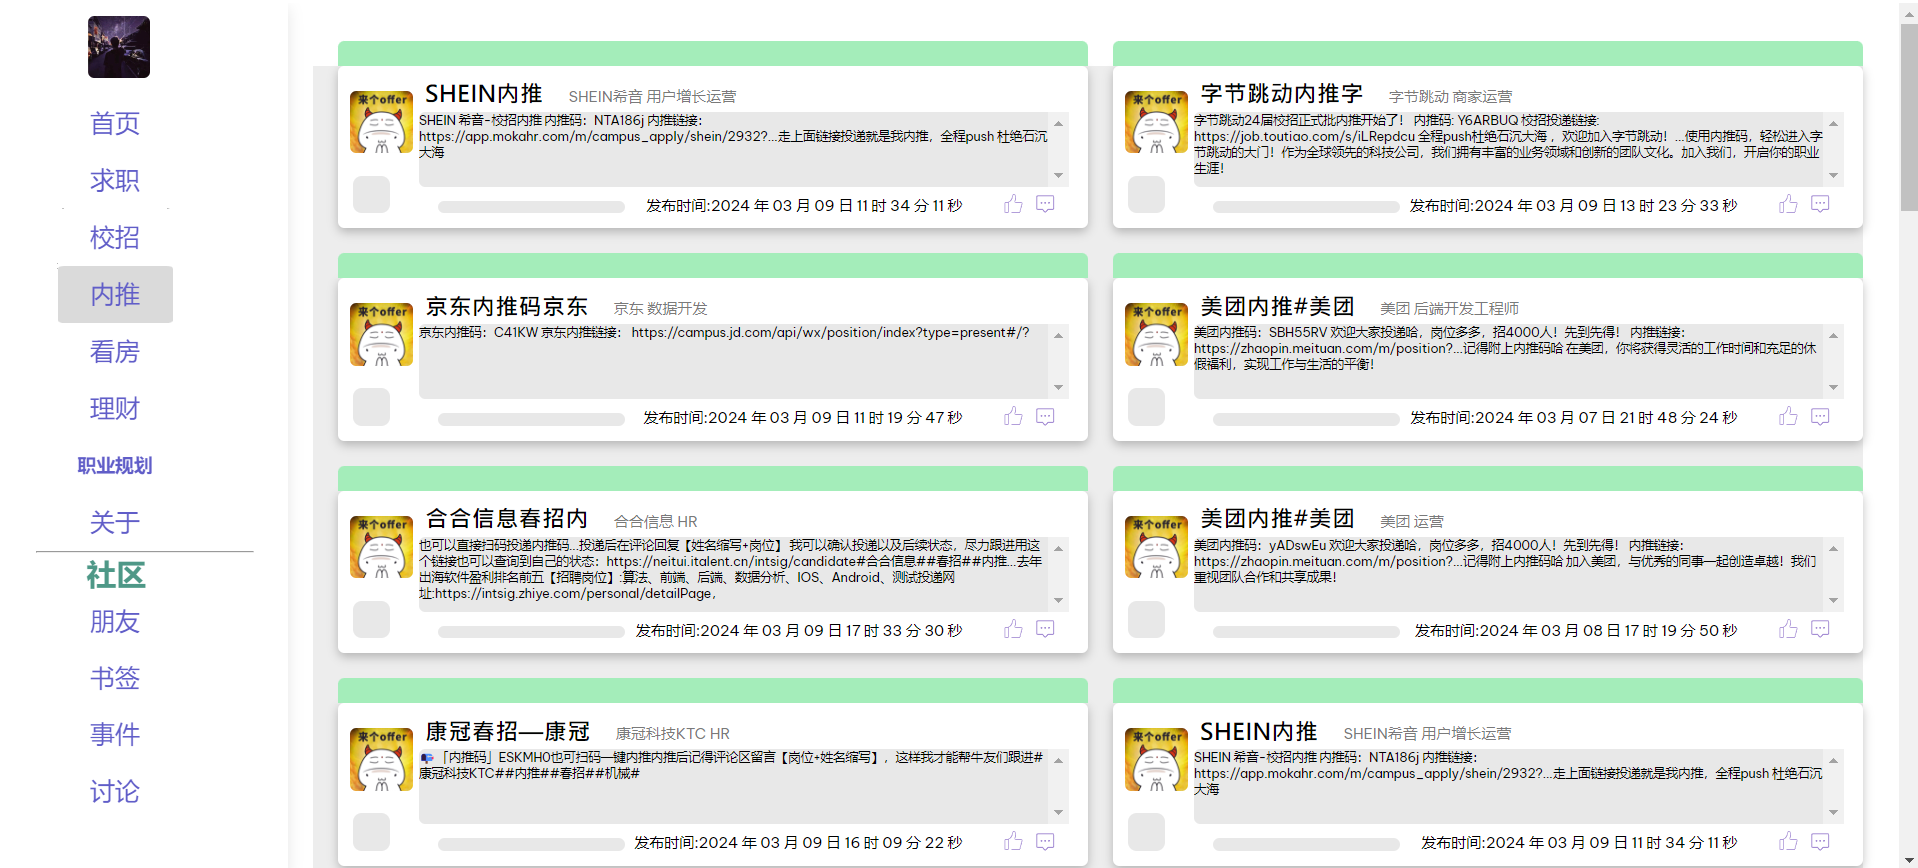 首页
求职
校招
内推
看房
理财
职业规划
关于
社区
朋友
书签
事件
讨论
来个offer
SHEIN内推
SHEIN希音 用户增长运营
SHEIN 希音-校招内推 内推码：NTA186j 内推链接：
https://app.mokahr.com/m/campus_apply/shein/2932?...走上面链接投递就是我内推，全程push 杜绝石沉
大海
发布时间:2024 年 03 月 09 日 11 时 34 分 11 秒
来个offer
字节跳动内推字
字节跳动 商家运营
字节跳动24届校招正式批内推开始了！ 内推码: Y6ARBUQ 校招投递链接:
https://job.toutiao.com/s/iLRepdcu 全程push杜绝石沉大海 ，欢迎加入字节跳动！...使用内推码，轻松进入字
节跳动的大门！作为全球领先的科技公司，我们拥有丰富的业务领域和创新的团队文化。加入我们，开启你的职业
生涯！
发布时间:2024 年 03 月 09 日 13 时 23 分 33 秒
来个offer
京东内推码京东
京东 数据开发
京东内推码：C41KW 京东内推链接： https://campus.jd.com/api/wx/position/index?type=present#/?
发布时间:2024 年 03 月 09 日 11 时 19 分 47 秒
来个offer
美团内推#美团
美团 后端开发工程师
美团内推码：SBH55RV 欢迎大家投递哈，岗位多多，招4000人！先到先得！ 内推链接：
https://zhaopin.meituan.com/m/position?...记得附上内推码哈 在美团，你将获得灵活的工作时间和充足的休
假福利，实现工作与生活的平衡！
发布时间:2024 年 03 月 07 日 21 时 48 分 24 秒
来个offer
合合信息春招内
合合信息 HR
也可以直接扫码投递内推码...投递后在评论回复【姓名缩写+岗位】 我可以确认投递以及后续状态，尽力跟进用这
个链接也可以查询到自己的状态：https://neitui.italent.cn/intsig/candidate#合合信息##春招##内推...去年
出海软件盈利排名前五【招聘岗位】:算法、前端、后端、数据分析、IOS、Android、测试投递网
址:https://intsig.zhiye.com/personal/detailPage，
发布时间:2024 年 03 月 09 日 17 时 33 分 30 秒
来个offer
美团内推#美团
美团 运营
美团内推码：yADswEu 欢迎大家投递哈，岗位多多，招4000人！先到先得！ 内推链接：
https://zhaopin.meituan.com/m/position?...记得附上内推码哈 加入美团，与优秀的同事一起创造卓越！我们
重视团队合作和共享成果！
发布时间:2024 年 03 月 08 日 17 时 19 分 50 秒
来个offer
康冠春招—康冠
康冠科技KTC HR
📭「内推码」ESKMH0也可扫码一键内推内推后记得评论区留言【岗位+姓名缩写】，这样我才能帮牛友们跟进#
康冠科技KTC##内推##春招##机械#
发布时间:2024 年 03 月 09 日 16 时 09 分 22 秒
来个offer
SHEIN内推
SHEIN希音 用户增长运营
SHEIN 希音-校招内推 内推码：NTA186j 内推链接：
https://app.mokahr.com/m/campus_apply/shein/2932?...走上面链接投递就是我内推，全程push 杜绝石沉
大海
发布时间:2024 年 03 月 09 日 11 时 34 分 11 秒